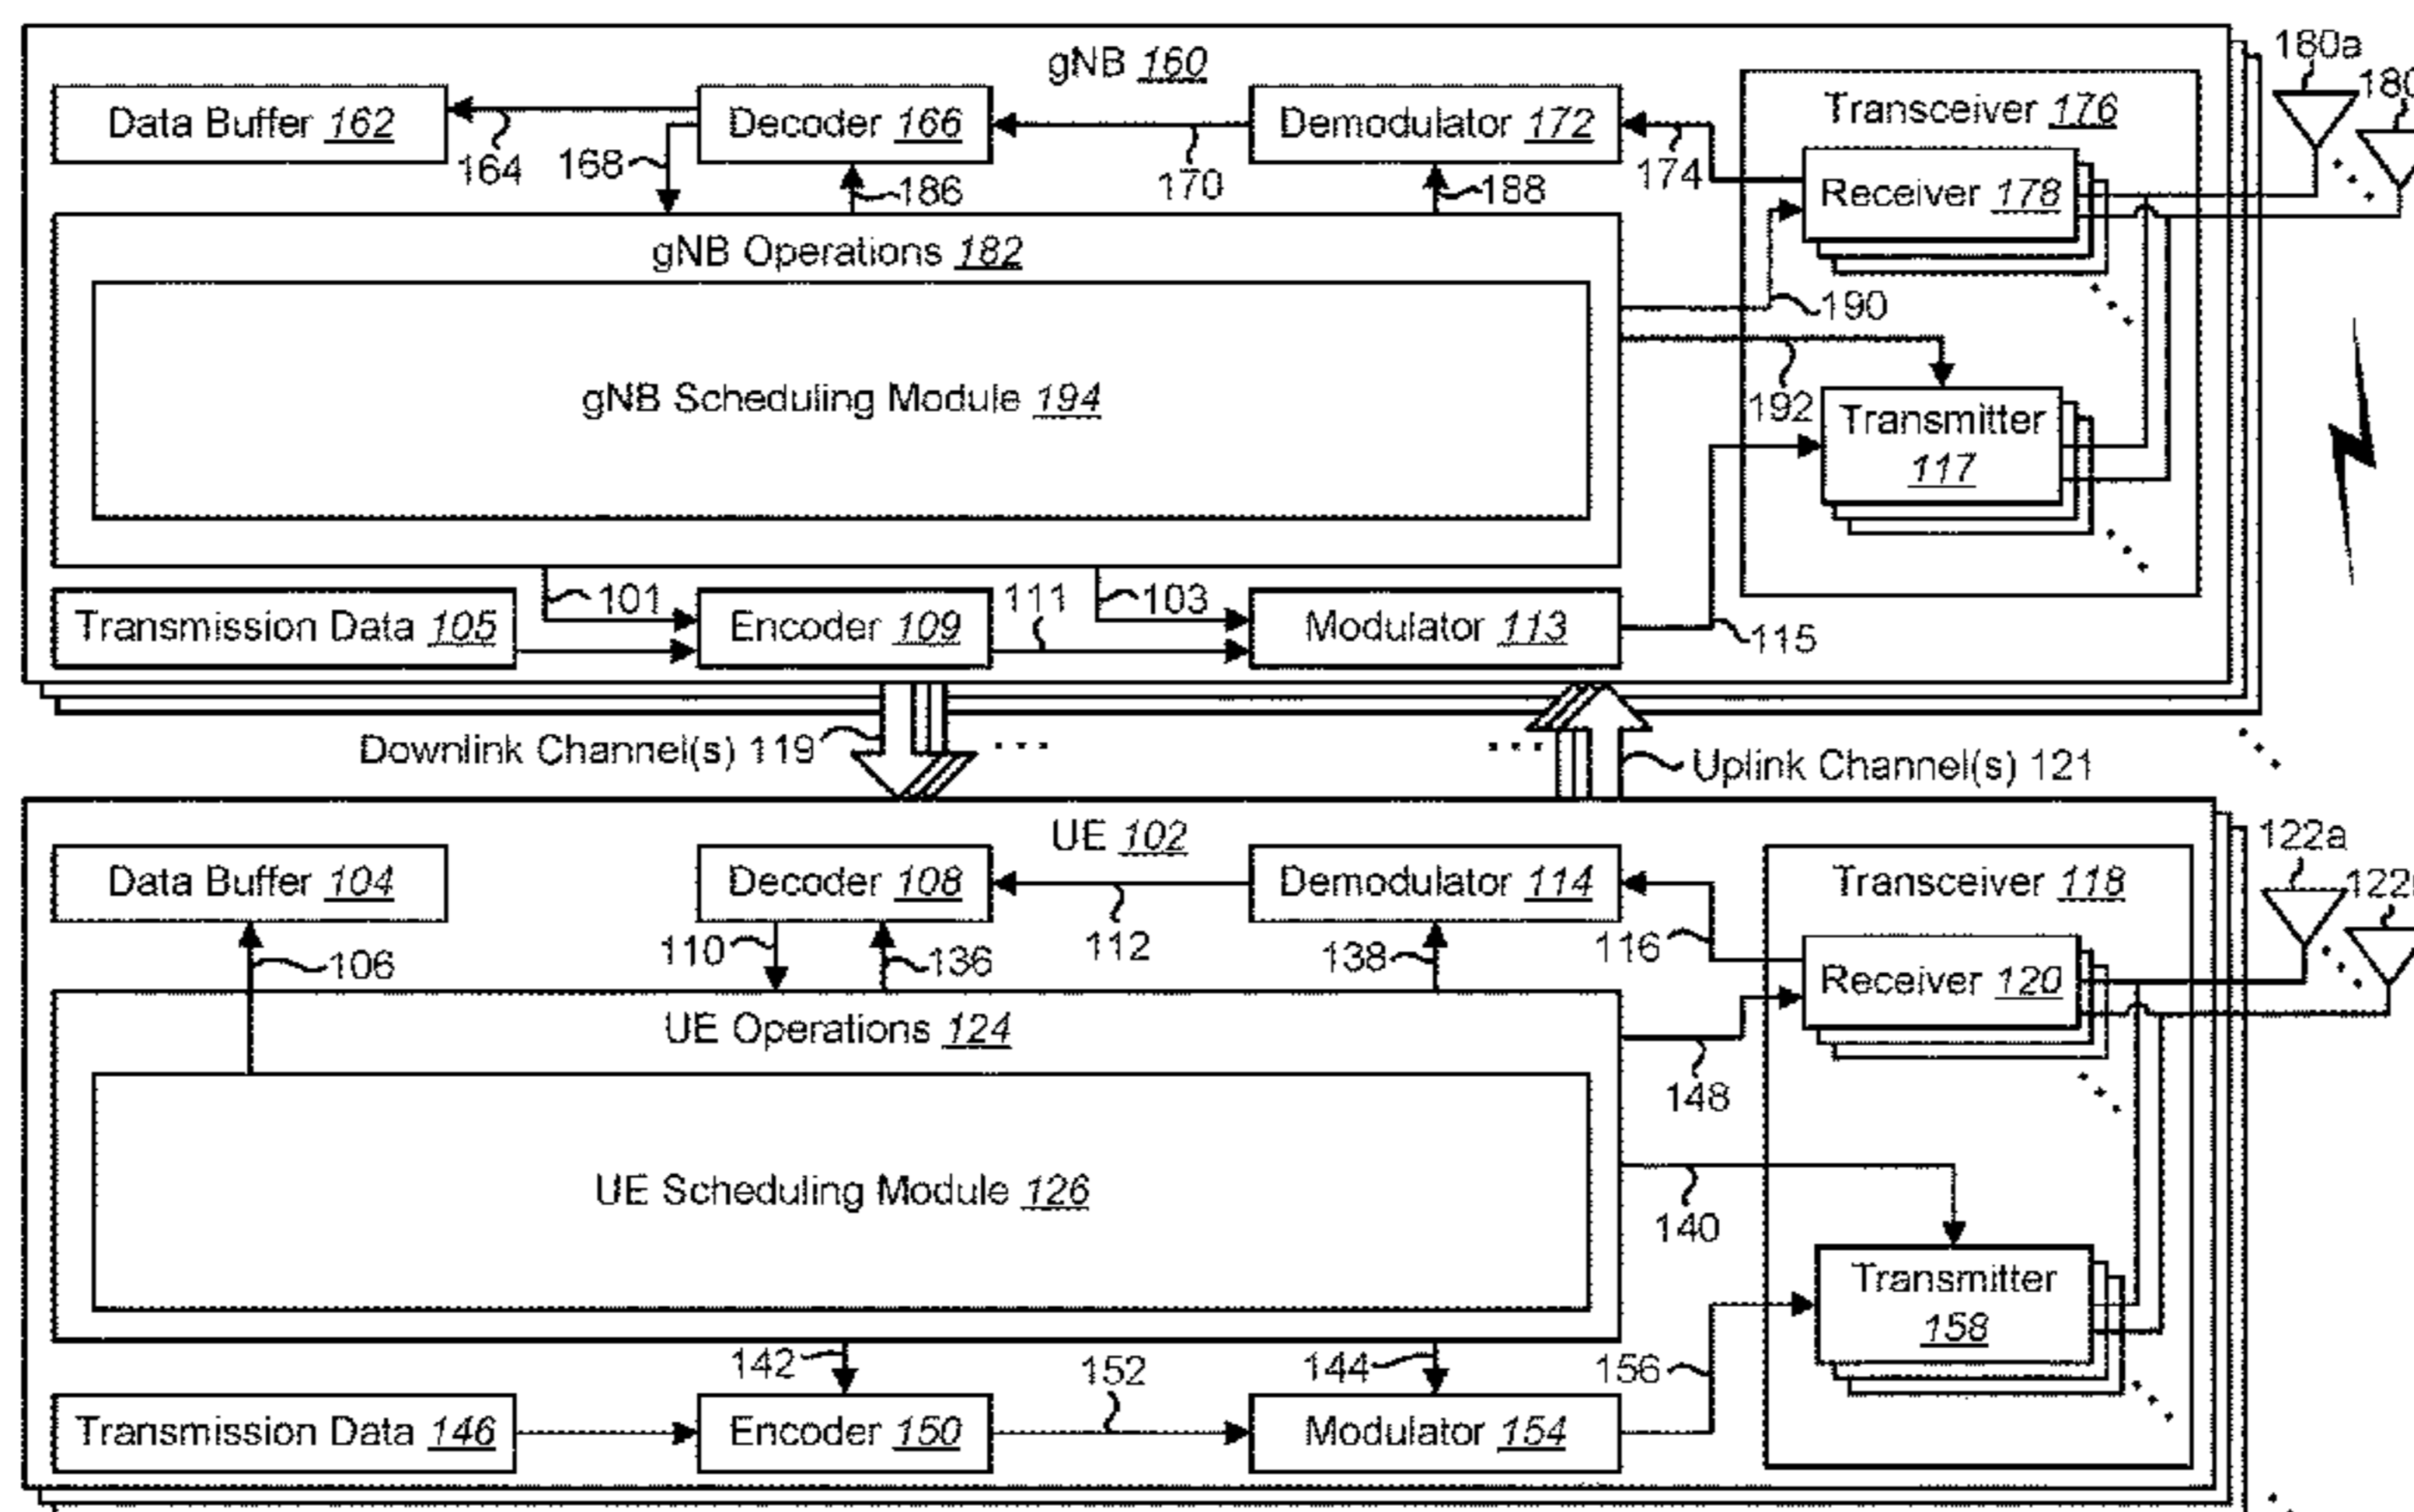 gNB 160
180a
180
Data Buffer 162
Decoder 166
Demodulator 172
Transceiver 176
164
168
186
170
188
174
Receiver 178
gNB Operations 182
190
gNB Scheduling Module 194
192
Transmitter
117
101
111
103
Transmission Data 105
Encoder 109
Modulator 113
115
Downlink Channel(s) 119
...
...
Uplink Channel(s) 121
UE 102
122a
122
Data Buffer 104
Decoder 108
Demodulator 114
Transceiver 118
106
110
136
112
138
116
Receiver 120
UE Operations 124
148
UE Scheduling Module 126
140
Transmitter
158
142
152
144
156
Transmission Data 146
Encoder 150
Modulator 154